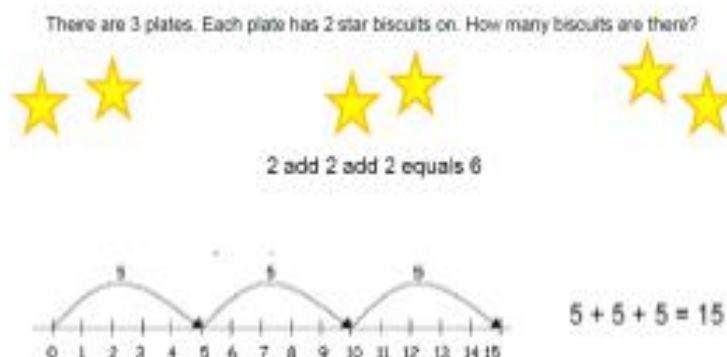 There are 3 plates. Each plate has 2 star biscuits on. How many biscuits are there?
2 add 2 add 2 equals 6
5 5 5
5 + 5 + 5 = 15
0 1 2 3 4 5 6 7 8 9 10 11 12 13 14 15